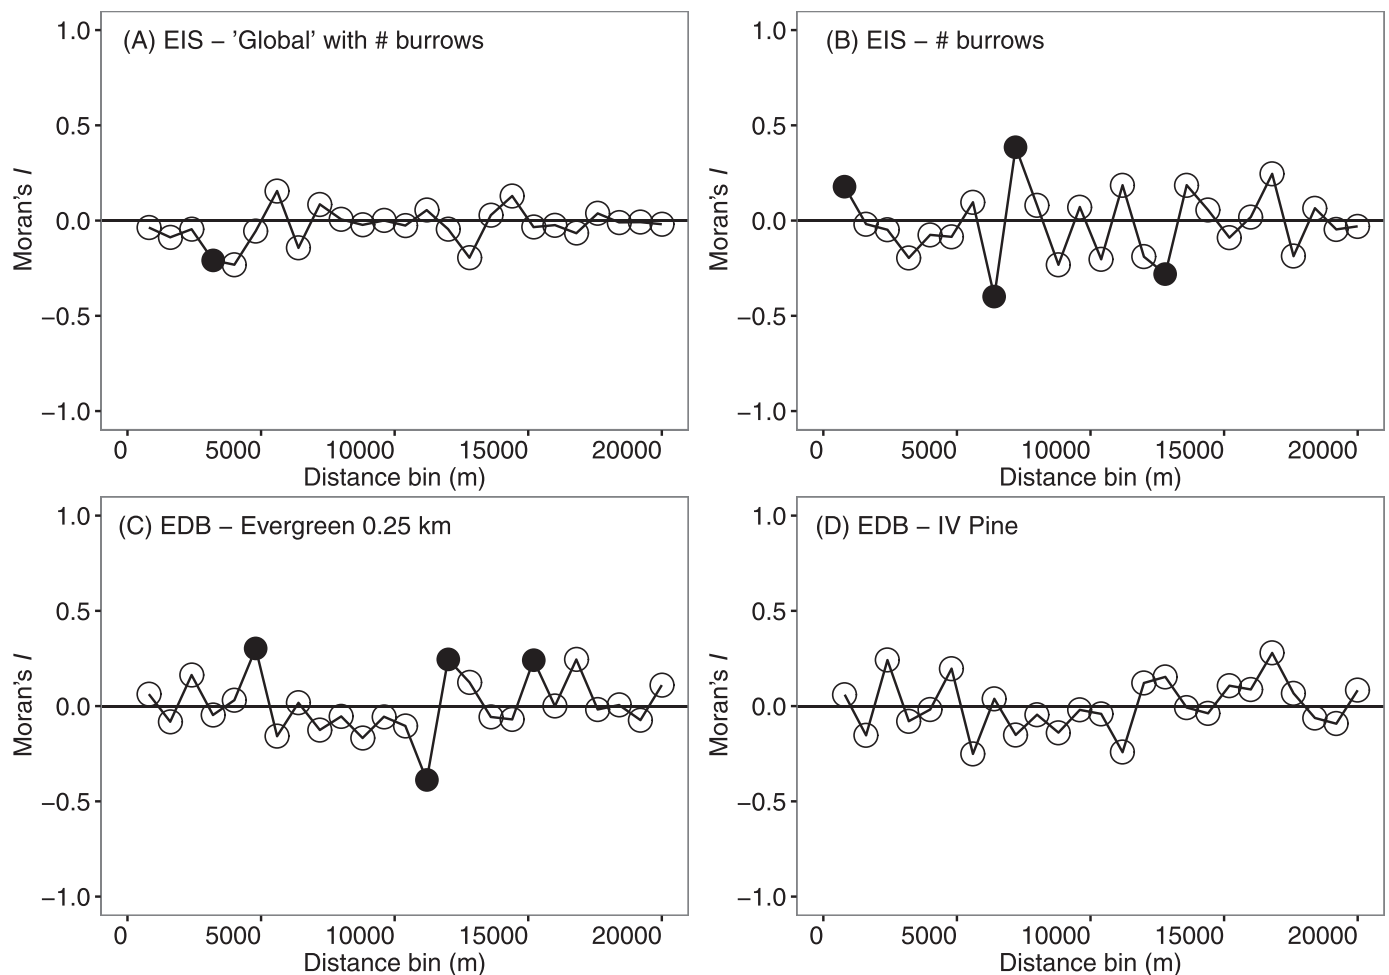 (A) EIS – ’Global’ with # burrows
1.0
0.5
0.0
−0.5
−1.0
Moran's I
0 5000 10000 15000 20000
Distance bin (m)
(B) EIS – # burrows
1.0
0.5
0.0
−0.5
−1.0
Moran's I
0 5000 10000 15000 20000
Distance bin (m)
(C) EDB – Evergreen 0.25 km
1.0
0.5
0.0
−0.5
−1.0
Moran's I
0 5000 10000 15000 20000
Distance bin (m)
(D) EDB – IV Pine
1.0
0.5
0.0
−0.5
−1.0
Moran's I
0 5000 10000 15000 20000
Distance bin (m)